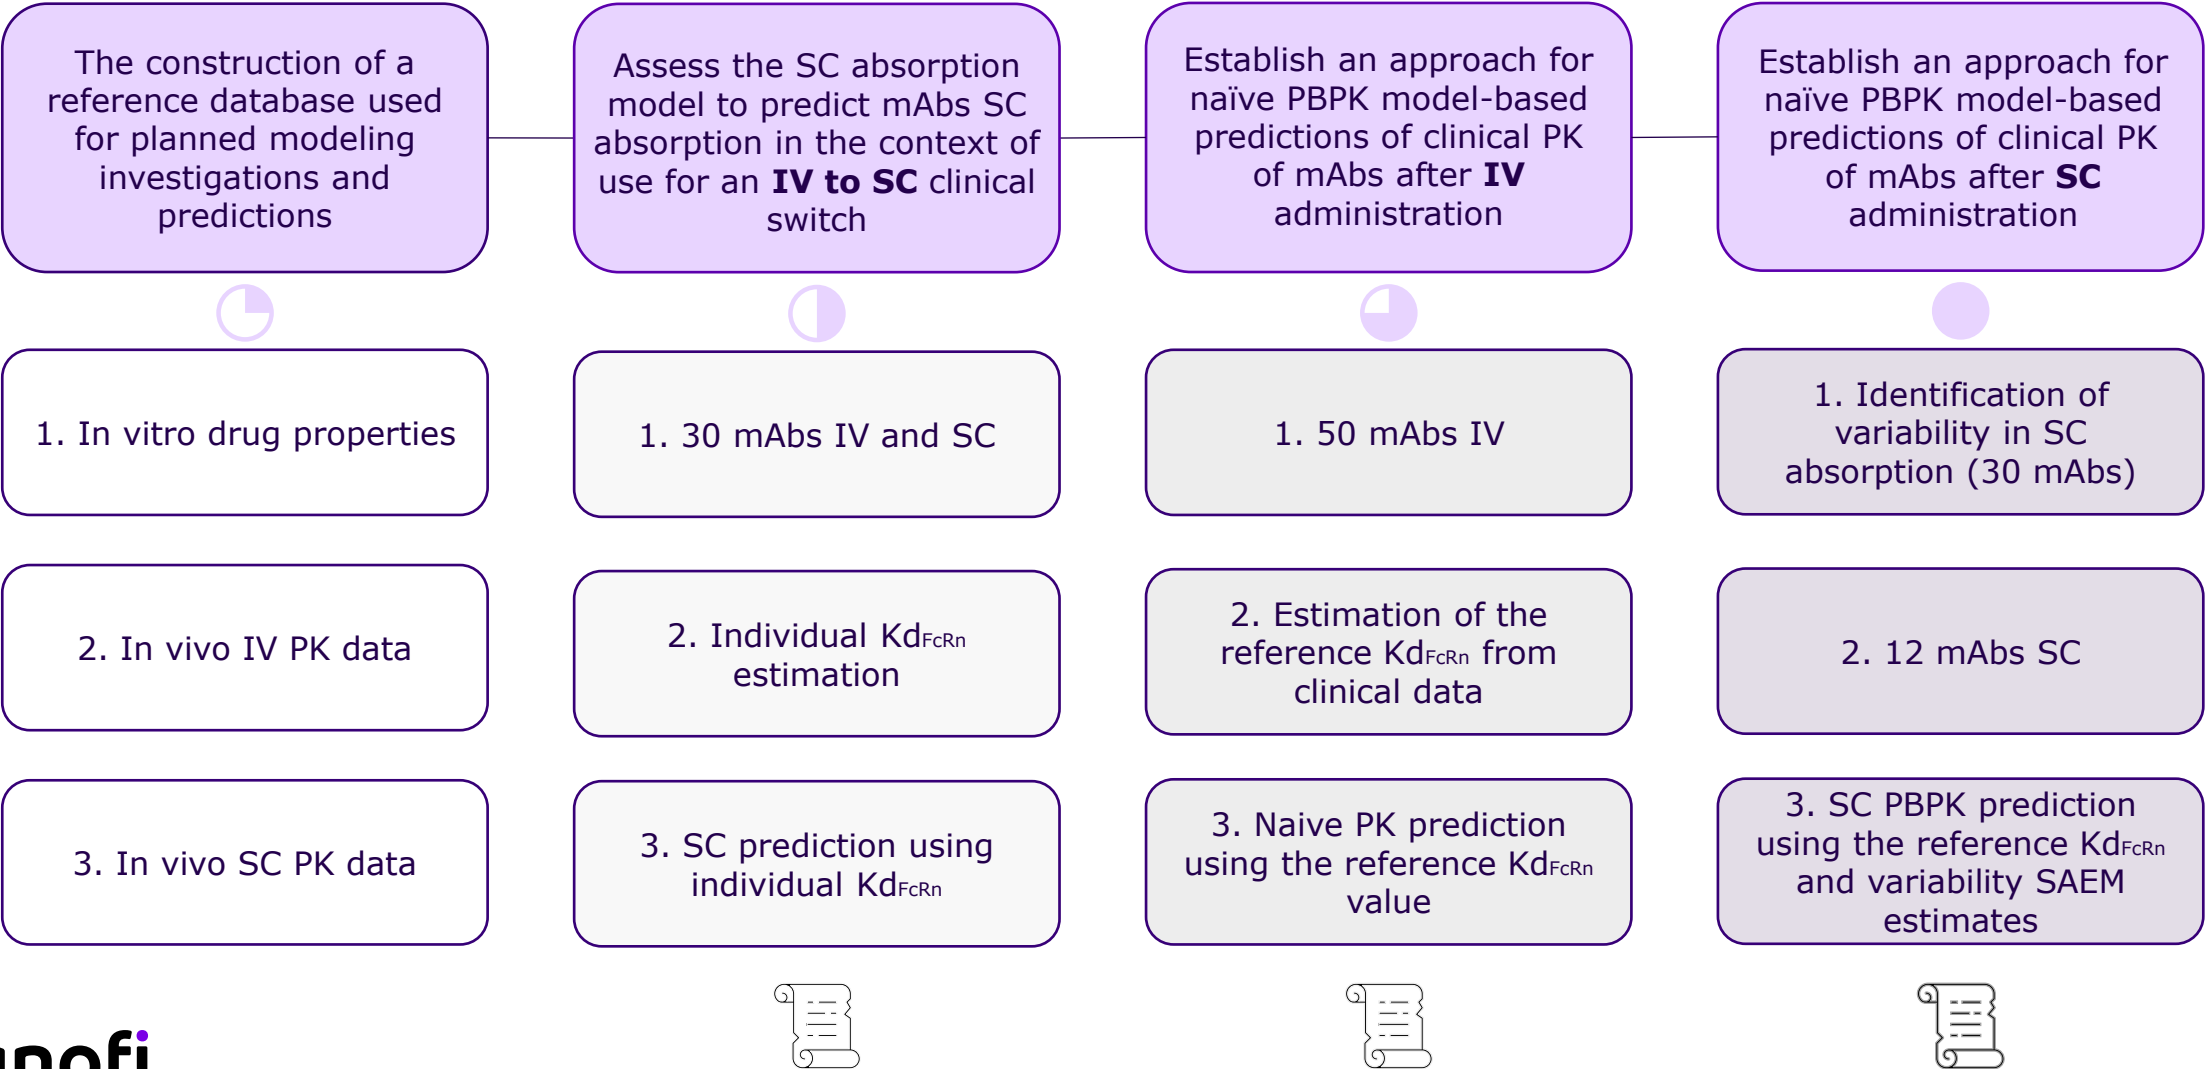 The construction of a
reference database used
for planned modeling
investigations and
predictions
Assess the SC absorption
model to predict mAbs SC
absorption in the context of
use for an IV to SC clinical
switch
Establish an approach for
naïve PBPK model-based
predictions of clinical PK
of mAbs after IV
administration
Establish an approach for
naïve PBPK model-based
predictions of clinical PK
of mAbs after SC
administration
1. In vitro drug properties
1. 30 mAbs IV and SC
1. 50 mAbs IV
1. Identification of
variability in SC
absorption (30 mAbs)
2. In vivo IV PK data
2. Individual KdFcRn
estimation
2. Estimation of the
reference KdFcRn from
clinical data
2. 12 mAbs SC
3. In vivo SC PK data
3. SC prediction using
individual KdFcRn
3. Naive PK prediction
using the reference KdFcRn
value
3. SC PBPK prediction
using the reference KdFcRn
and variability SAEM
estimates